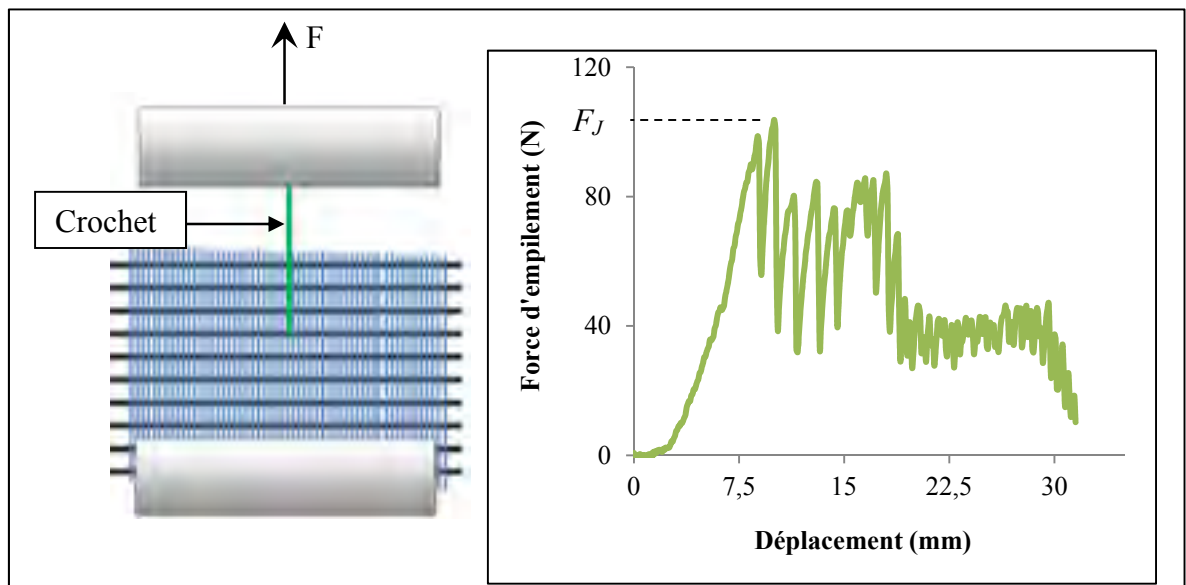 F
Crochet
Force d'empilement (N)
120
F_J
80
40
0
0 7,5 15 22,5 30
Déplacement (mm)